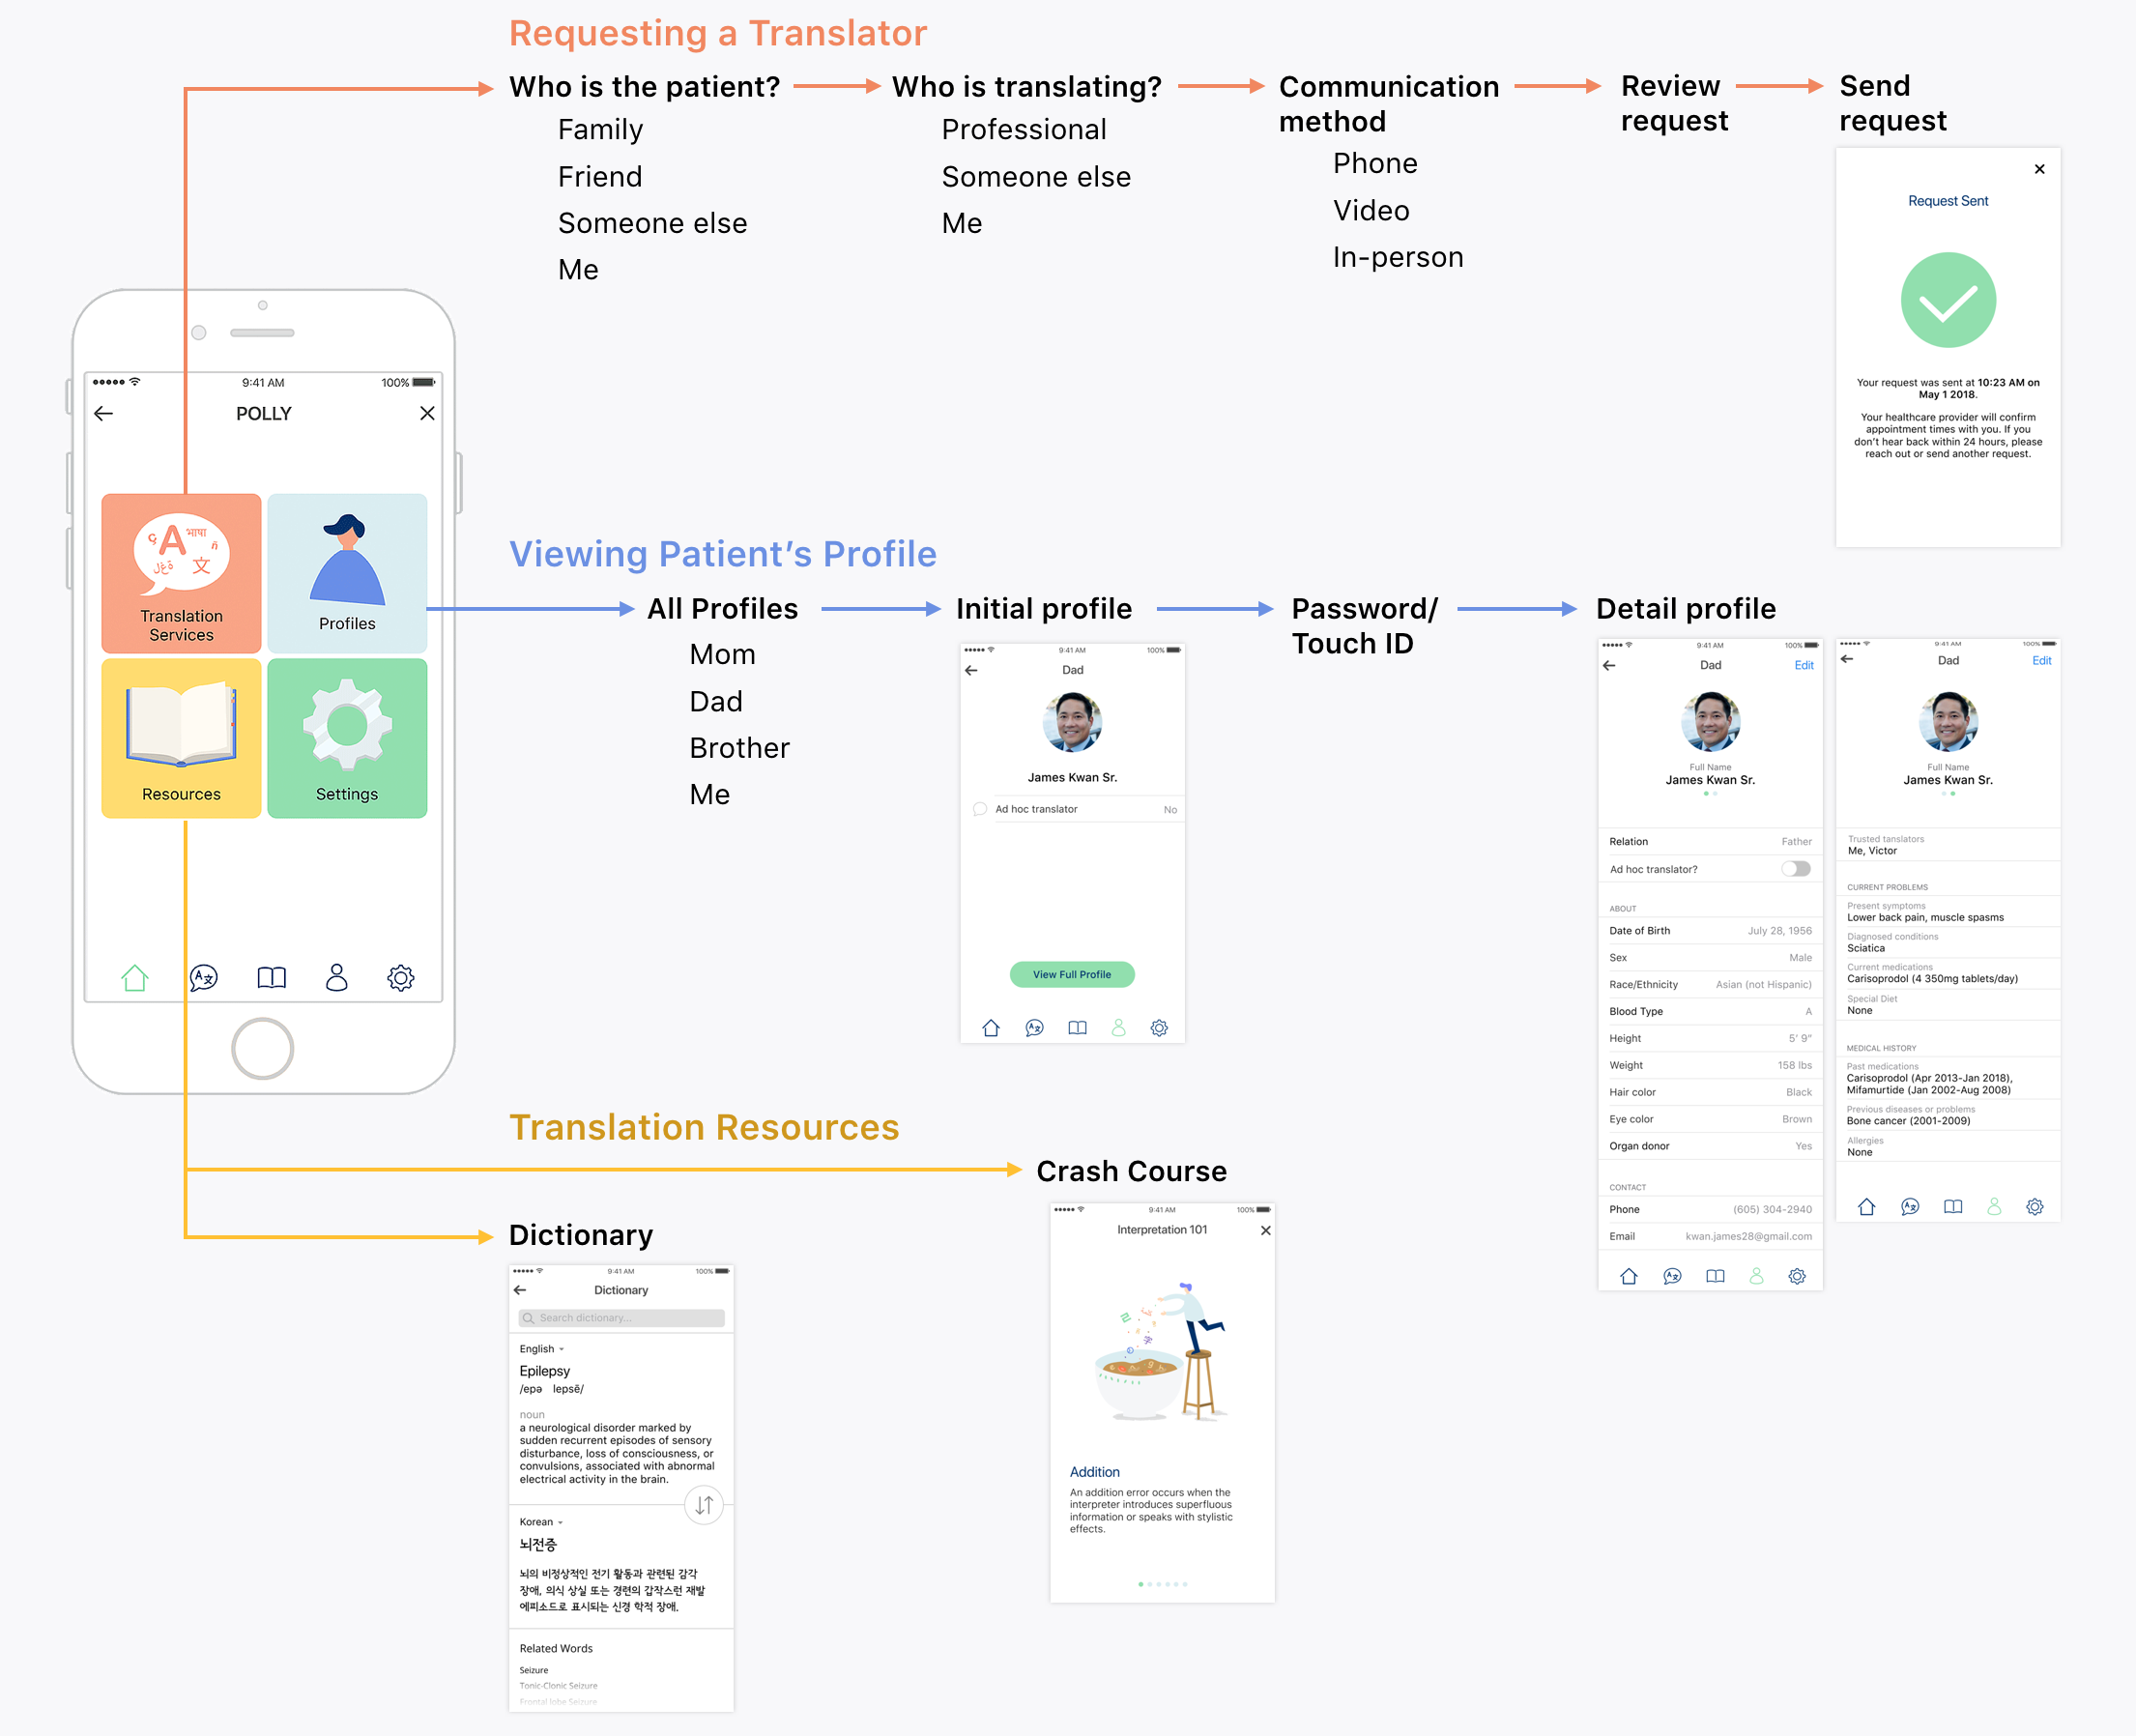 Requesting a Translator
Who is the patient?
Family
Friend
Someone else
Me
Who is translating?
Professional
Someone else
Me
Communication
method
Phone
Video
In-person
Review
request
Send
request
Request Sent
Your request was sent at 10:23 AM on
May 1 2018.
Your healthcare provider will confirm
appointment times with you. If you
don't hear back within 24 hours, please
reach out or send another request.
9:41 AM
100%
POLLY
A
भाषा
ç
ñ
文
Translation
Services
Profiles
Resources
Settings
Viewing Patient's Profile
All Profiles
Mom
Dad
Brother
Me
Initial profile
9:41 AM
100%
Dad
James Kwan Sr.
Ad hoc translator No
View Full Profile
Password/
Touch ID
Detail profile
9:41 AM
100%
Dad
Edit
Full Name
James Kwan Sr.
Relation Father
Ad hoc translator?
ABOUT
Date of Birth July 28, 1956
Sex Male
Race/Ethnicity Asian (not Hispanic)
Blood Type A
Height 5' 9"
Weight 158 lbs
Hair color Black
Eye color Brown
Organ donor Yes
CONTACT
Phone (605) 304-2940
Email kwan.james28@gmail.com
9:41 AM
100%
Dad
Edit
Full Name
James Kwan Sr.
Trusted tanslators
Me, Victor
CURRENT PROBLEMS
Present symptoms
Lower back pain, muscle spasms
Diagnosed conditions
Sciatica
Current medications
Carisoprodol (4 350mg tablets/day)
Special Diet
None
MEDICAL HISTORY
Past medications
Carisoprodol (Apr 2013-Jan 2018),
Mifamurtide (Jan 2002-Aug 2008)
Previous diseases or problems
Bone cancer (2001-2009)
Allergies
None
Translation Resources
Crash Course
9:41 AM
100%
Interpretation 101
Addition
An addition error occurs when the
interpreter introduces superfluous
information or speaks with stylistic
effects.
Dictionary
9:41 AM
100%
Dictionary
Search dictionary...
English
Epilepsy
/epə lepsē/
noun
a neurological disorder marked by
sudden recurrent episodes of sensory
disturbance, loss of consciousness, or
convulsions, associated with abnormal
electrical activity in the brain.
Korean
뇌전증
뇌의 비정상적인 전기 활동과 관련된 감각
장애, 의식 상실 또는 경련의 갑작스런 재발
에피소드로 표시되는 신경 학적 장애.
Related Words
Seizure
Tonic-Clonic Seizure
Frontal lobe Seizure